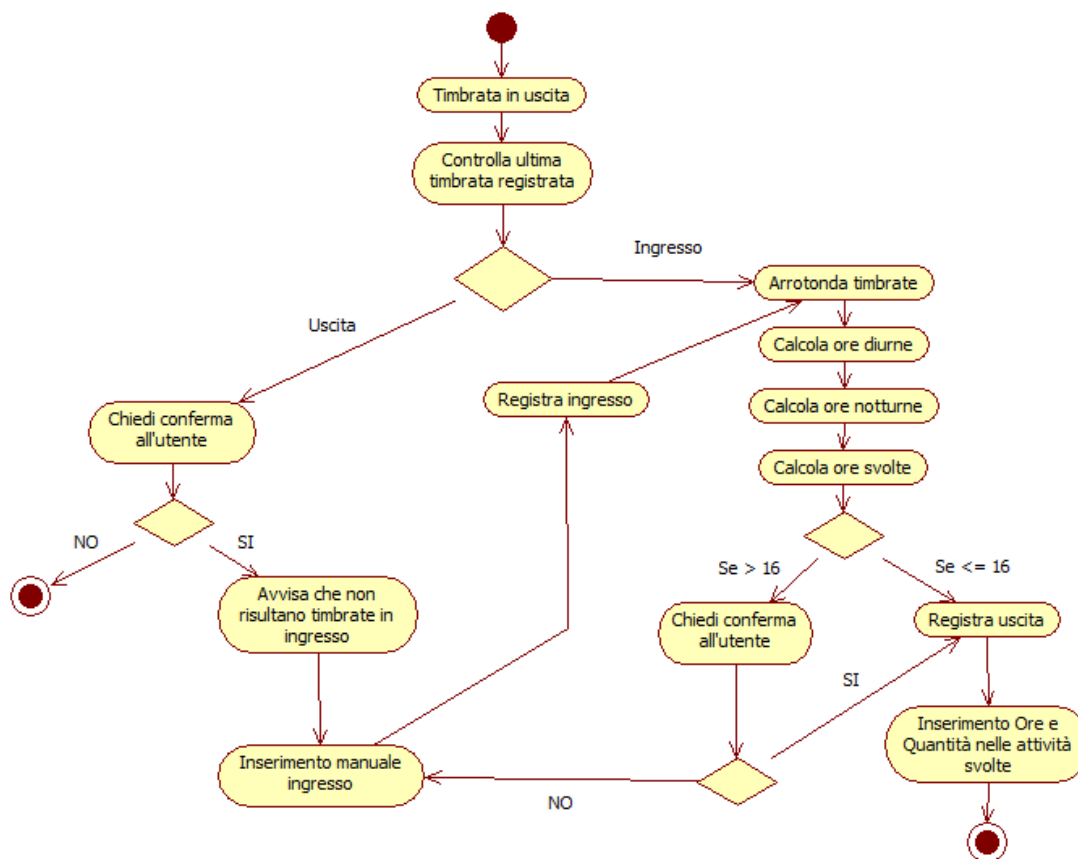 Timbrata in uscita
Controlla ultima
timbrata registrata
Ingresso
Arrotonda timbrate
Uscita
Calcola ore diurne
Registra ingresso
Calcola ore notturne
Chiedi conferma
all'utente
Calcola ore svolte
NO
SI
Se > 16
Se <= 16
Avvisa che non
risultano timbrate in
ingresso
Chiedi conferma
all'utente
Registra uscita
SI
Inserimento Ore e
Quantità nelle attività
svolte
Inserimento manuale
ingresso
NO